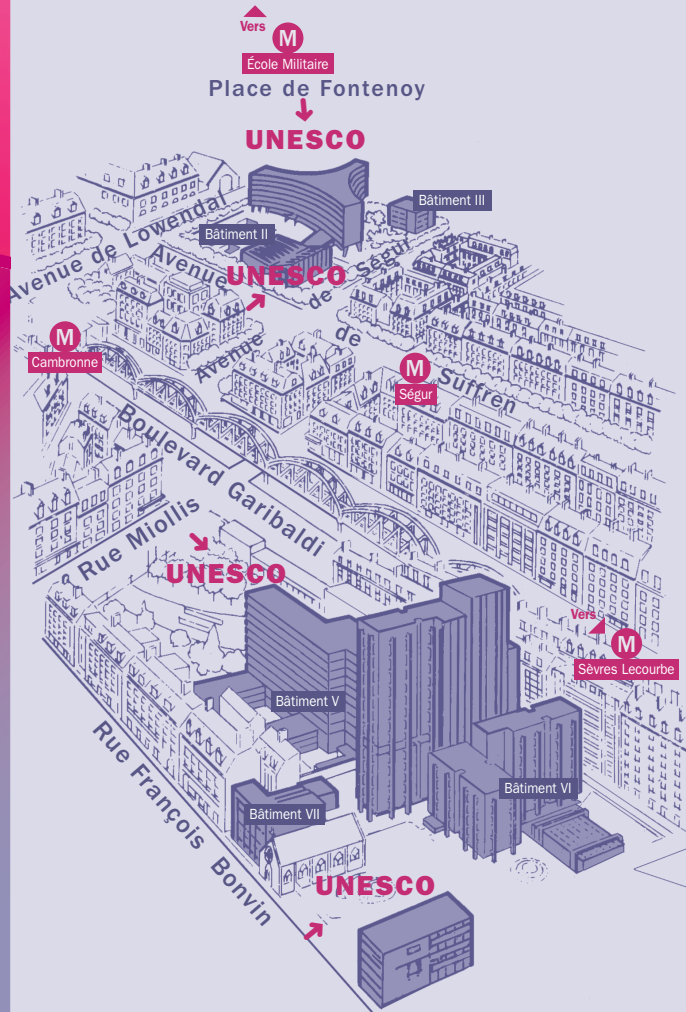 Vers
M
École Militaire
Place de Fontenoy
UNESCO
Bâtiment III
Avenue de Lowendal
Bâtiment II
UNESCO
Avenue de Suffren
Avenue de Ségur
M
Cambronne
M
Ségur
Boulevard Garibaldi
Rue Miollis
UNESCO
Vers
M
Sèvres Lecourbe
Bâtiment V
Bâtiment VI
Bâtiment VII
Rue François Bonvin
UNESCO